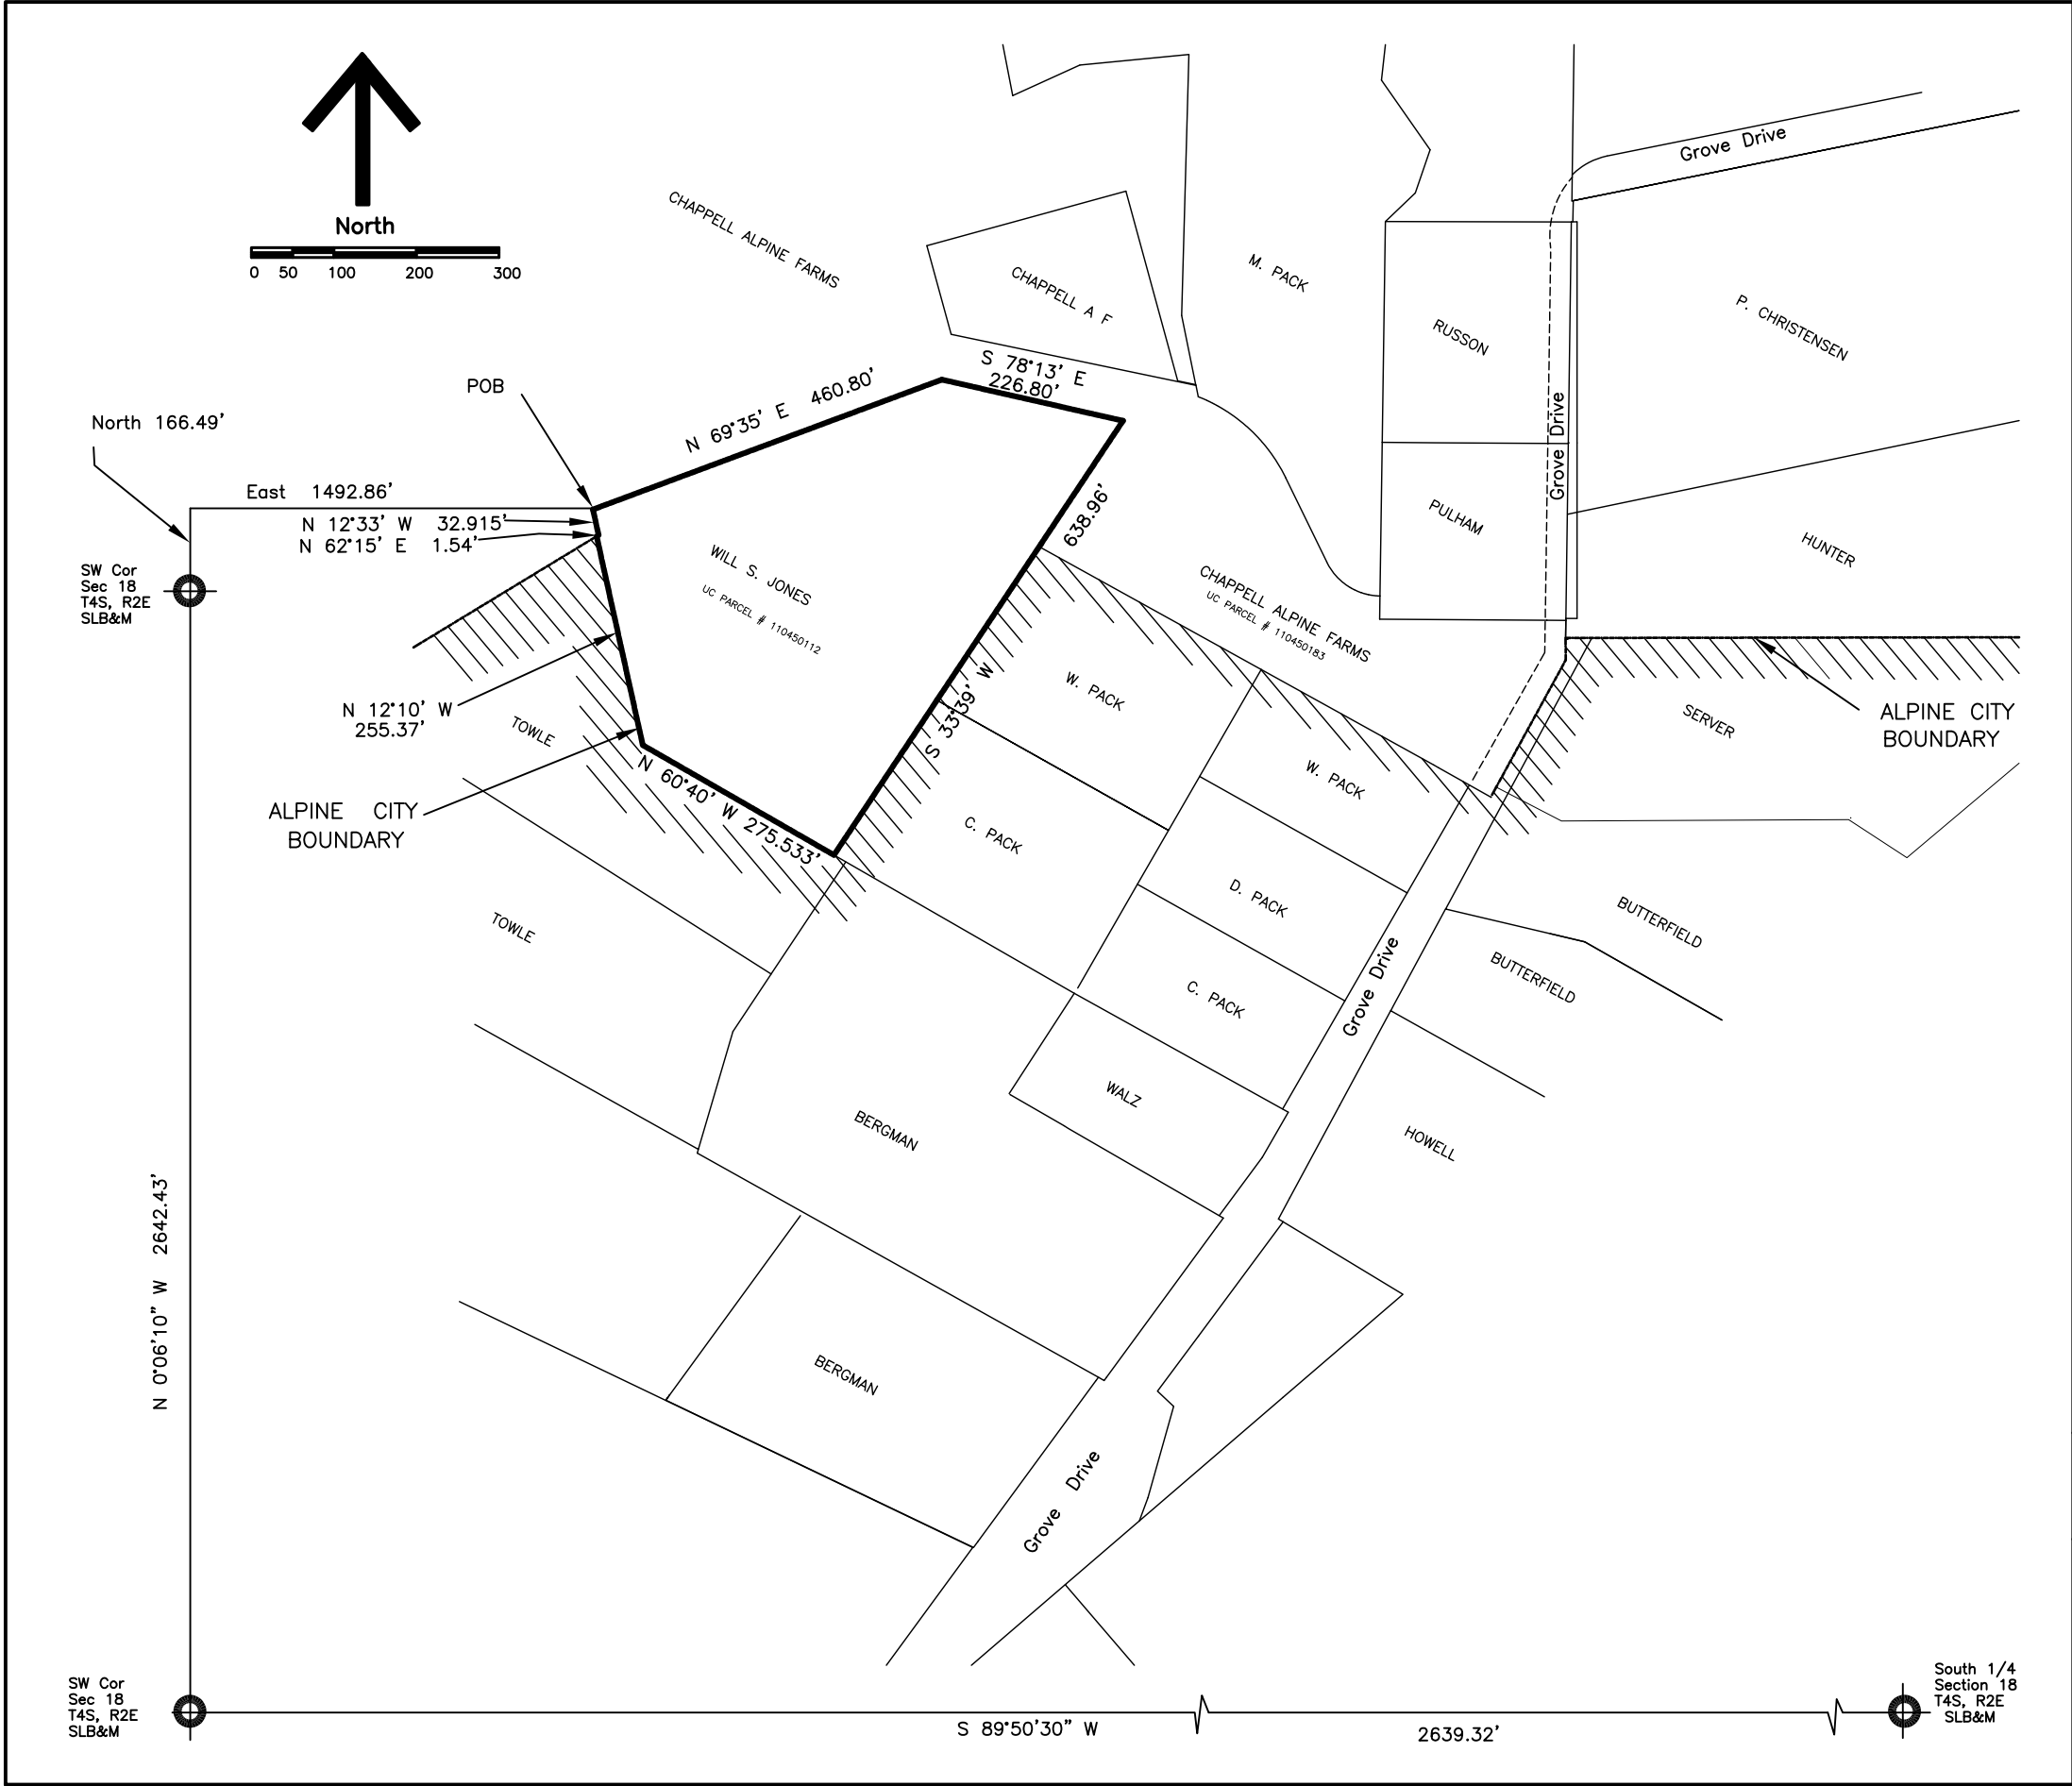 North
0 50 100 200 300
CHAPPELL ALPINE FARMS
CHAPPELL A F
M. PACK
Grove Drive
RUSSON
P. CHRISTENSEN
S 78°13' E
226.80'
POB
N 69°35' E 460.80'
North 166.49'
Grove Drive
East 1492.86'
N 12°33' W 32.915'
N 62°15' E 1.54'
638.96'
PULHAM
HUNTER
SW Cor
Sec 18
T4S, R2E
SLB&M
WILL S. JONES
UC PARCEL # 110450112
CHAPPELL ALPINE FARMS
UC PARCEL # 110450183
W. PACK
S 33°39' W
N 12°10' W
255.37'
TOWLE
SERVER
ALPINE CITY
BOUNDARY
N 60°40' W 275.533'
W. PACK
ALPINE CITY
BOUNDARY
C. PACK
D. PACK
BUTTERFIELD
TOWLE
Grove Drive
BUTTERFIELD
C. PACK
WALZ
BERGMAN
HOWELL
N 0°06'10" W 2642.43'
BERGMAN
Grove Drive
SW Cor
Sec 18
T4S, R2E
SLB&M
South 1/4
Section 18
T4S, R2E
SLB&M
S 89°50'30" W
2639.32'